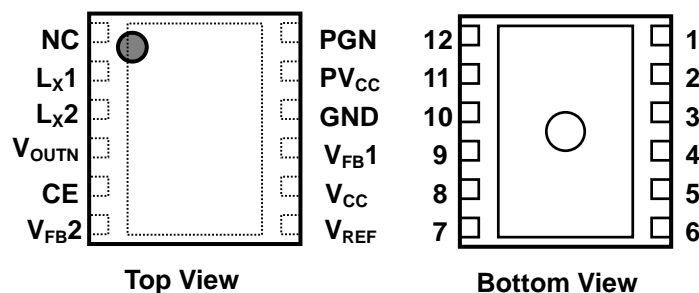 NC PGN 12 1
LX1 PVCC 11 2
LX2 GND 10 3
VOUTN VFB1 9 4
CE VCC 8 5
VFB2 VREF 7 6
Top View Bottom View